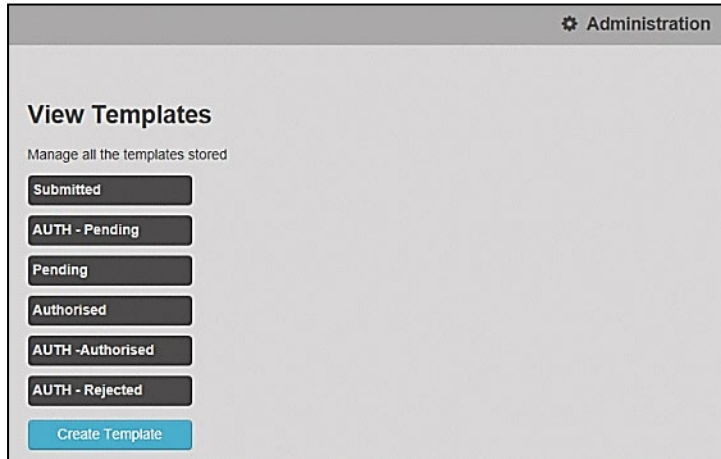 Administration
View Templates
Manage all the templates stored
Submitted
AUTH - Pending
Pending
Authorised
AUTH -Authorised
AUTH - Rejected
Create Template